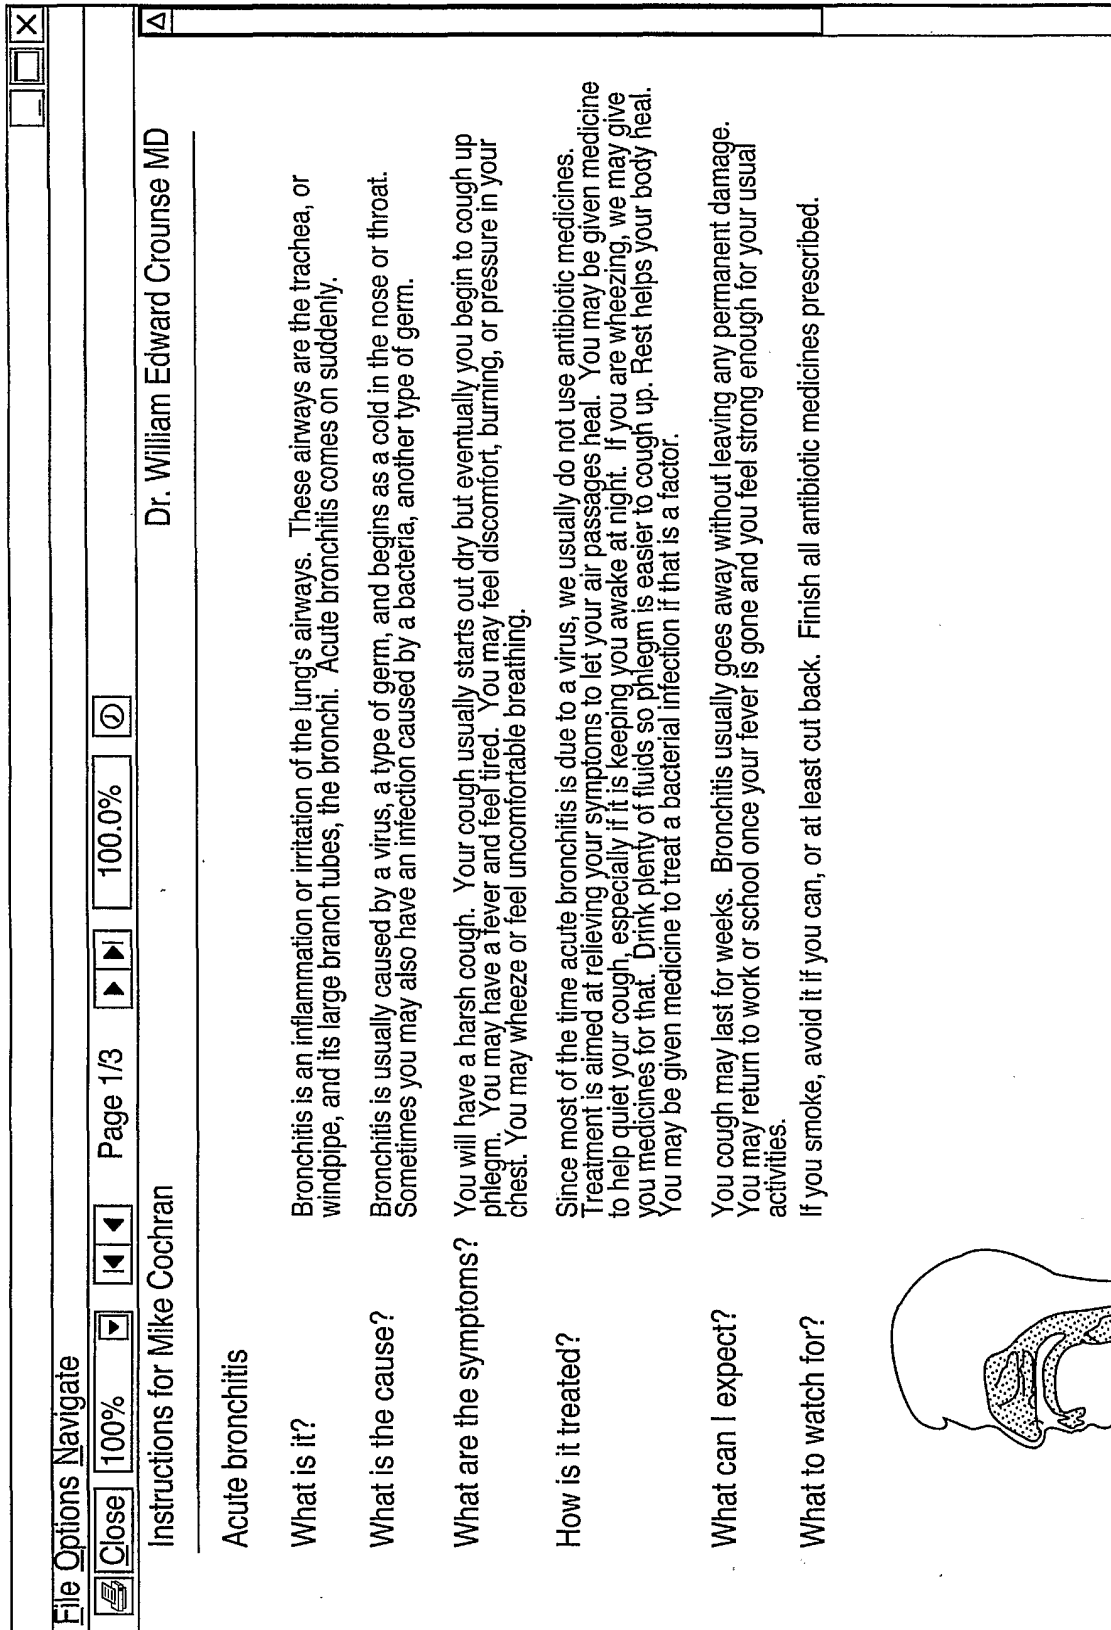 File Options Navigate
Close 100% Page 1/3 100.0%
Instructions for Mike Cochran Dr. William Edward Crounse MD
Acute bronchitis
What is it? Bronchitis is an inflammation or irritation of the lung's airways. These airways are the trachea, or
windpipe, and its large branch tubes, the bronchi. Acute bronchitis comes on suddenly.
What is the cause? Bronchitis is usually caused by a virus, a type of germ, and begins as a cold in the nose or throat.
Sometimes you may also have an infection caused by a bacteria, another type of germ.
What are the symptoms? You will have a harsh cough. Your cough usually starts out dry but eventually you begin to cough up
phlegm. You may have a fever and feel tired. You may feel discomfort, burning, or pressure in your
chest. You may wheeze or feel uncomfortable breathing.
How is it treated? Since most of the time acute bronchitis is due to a virus, we usually do not use antibiotic medicines.
Treatment is aimed at relieving your symptoms to let your air passages heal. You may be given medicine
to help quiet your cough, especially if it is keeping you awake at night. If you are wheezing, we may give
you medicines for that. Drink plenty of fluids so phlegm is easier to cough up. Rest helps your body heal.
You may be given medicine to treat a bacterial infection if that is a factor.
What can I expect? You cough may last for weeks. Bronchitis usually goes away without leaving any permanent damage.
You may return to work or school once your fever is gone and you feel strong enough for your usual
activities.
What to watch for? If you smoke, avoid it if you can, or at least cut back. Finish all antibiotic medicines prescribed.